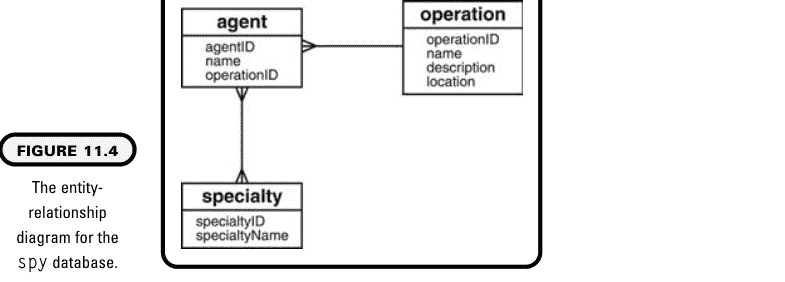 agent
agentID
name
operationID
operation
operationID
name
description
location
specialty
specialtyID
specialtyName
FIGURE 11.4
The entity-
relationship
diagram for the
spy database.